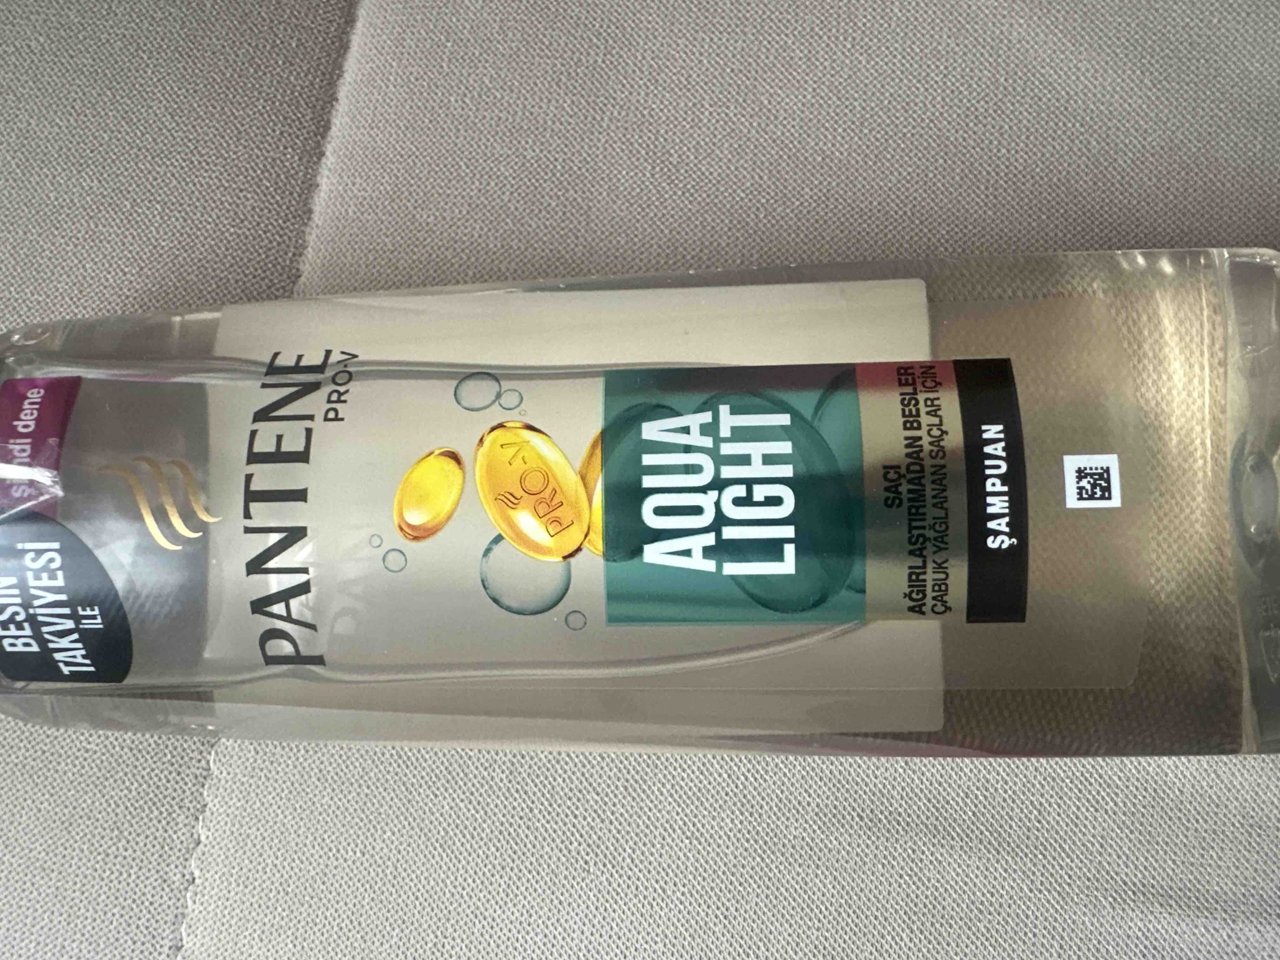 şimdi dene
BESİN
TAKVİYESİ
İLE
PANTENE
PRO-V
PRO-V
AQUA
LIGHT
SAÇI
AĞIRLAŞTIRMADAN BESLER
ÇABUK YAĞLANAN SAÇLAR İÇİN
ŞAMPUAN